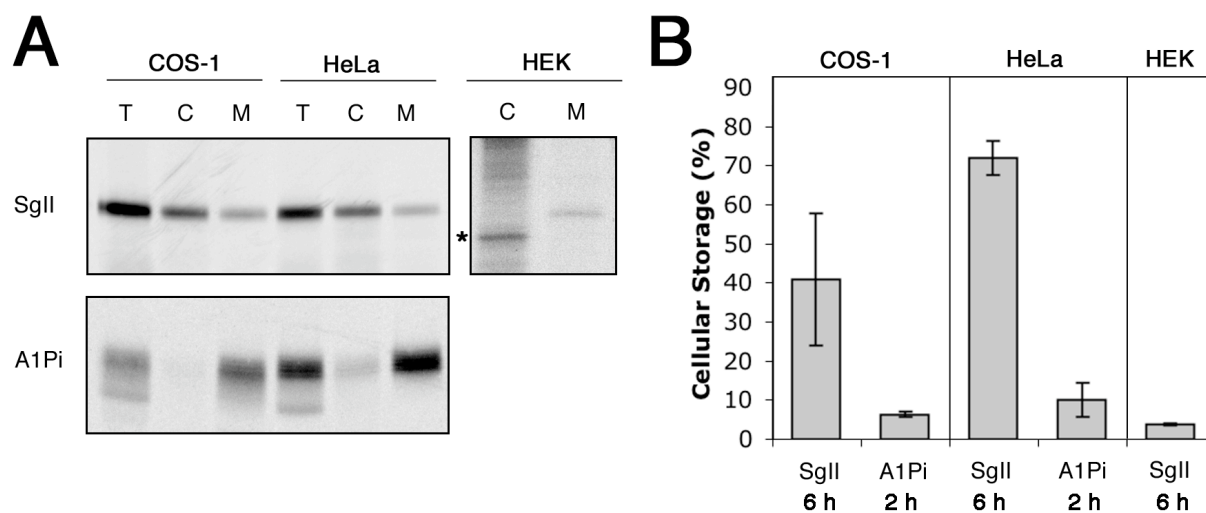 A
COS-1 HeLa HEK
T C M T C M C M
SgII
*
A1Pi
B
COS-1 HeLa HEK
Cellular Storage (%)
90
80
70
60
50
40
30
20
10
0
SgII A1Pi SgII A1Pi SgII
6 h 2 h 6 h 2 h 6 h